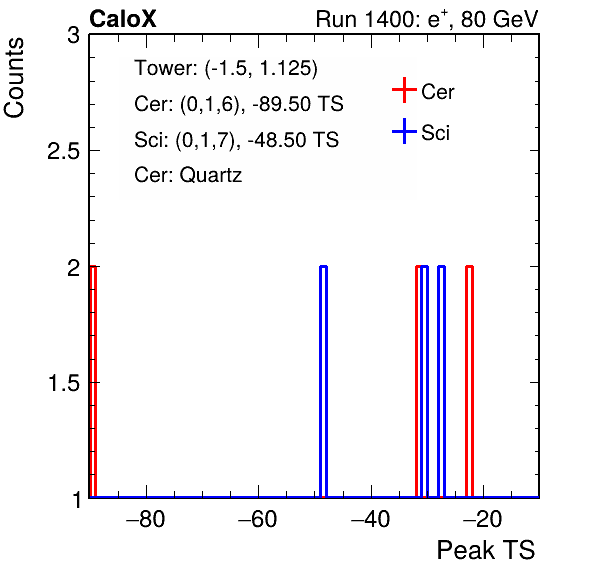 CaloX Run 1400: e⁺, 80 GeV
Counts
3
2.5
2
1.5
1
Tower: (-1.5, 1.125)
Cer: (0,1,6), -89.50 TS
Sci: (0,1,7), -48.50 TS
Cer: Quartz
Cer
Sci
−80 −60 −40 −20
Peak TS